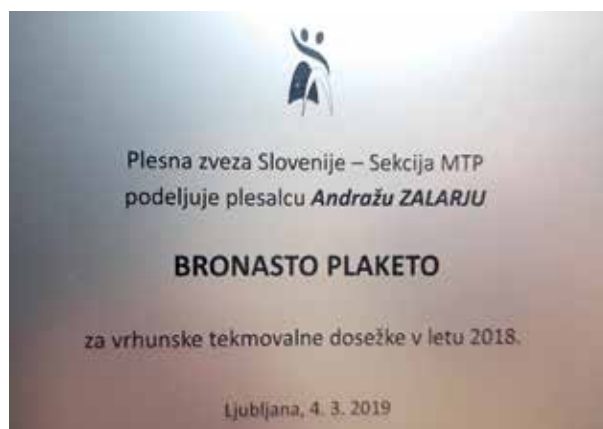 Plesna zveza Slovenije – Sekcija MTP
podeljuje plesalcu Andražu ZALARJU
BRONASTO PLAKETO
za vrhunske tekmovalne dosežke v letu 2018.
Ljubljana, 4. 3. 2019